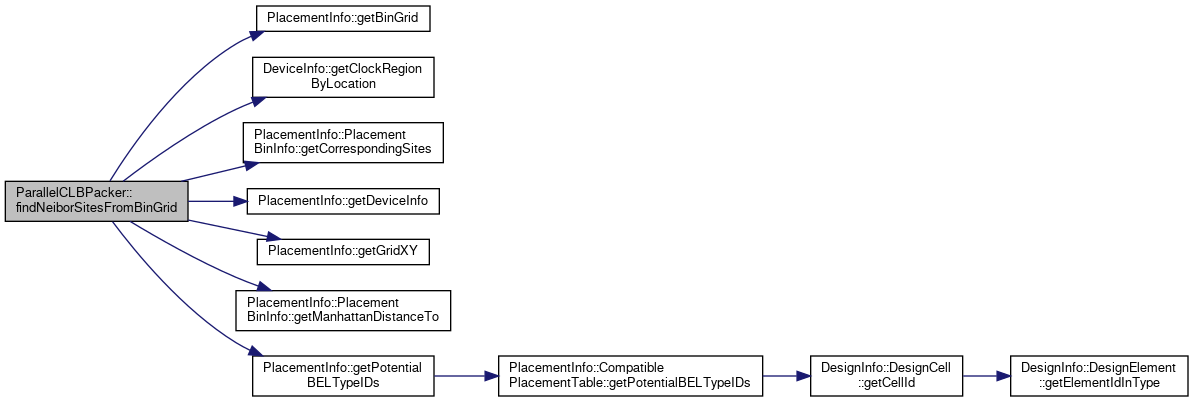 PlacementInfo::getBinGrid
DeviceInfo::getClockRegion
ByLocation
PlacementInfo::Placement
BinInfo::getCorrespondingSites
ParallelCLBPacker::
findNeiborSitesFromBinGrid
PlacementInfo::getDeviceInfo
PlacementInfo::getGridXY
PlacementInfo::Placement
BinInfo::getManhattanDistanceTo
PlacementInfo::getPotential
BELTypeIDs
PlacementInfo::Compatible
PlacementTable::getPotentialBELTypeIDs
DesignInfo::DesignCell
::getCellId
DesignInfo::DesignElement
::getElementIdInType